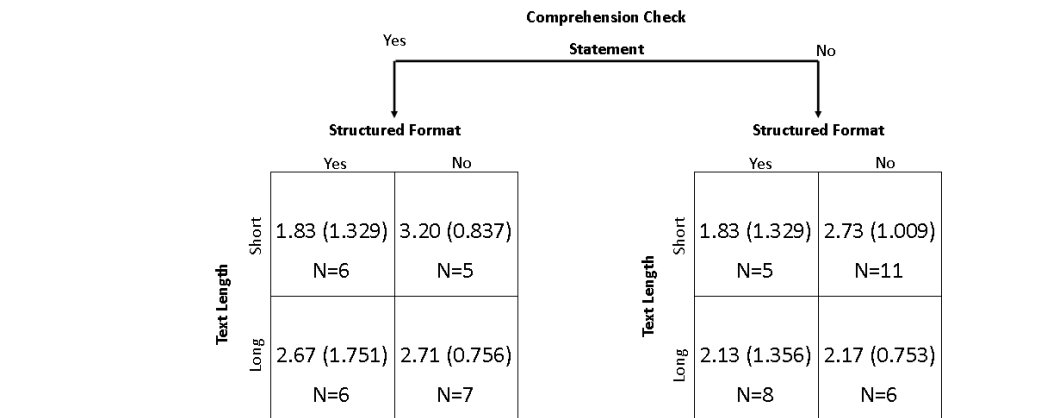 Comprehension Check
Yes
Statement
No
Structured Format
Structured Format
Yes
No
Yes
No
Text Length
Short
1.83 (1.329)
3.20 (0.837)
N=6
N=5
Long
2.67 (1.751)
2.71 (0.756)
N=6
N=7
Text Length
Short
1.83 (1.329)
2.73 (1.009)
N=5
N=11
Long
2.13 (1.356)
2.17 (0.753)
N=8
N=6